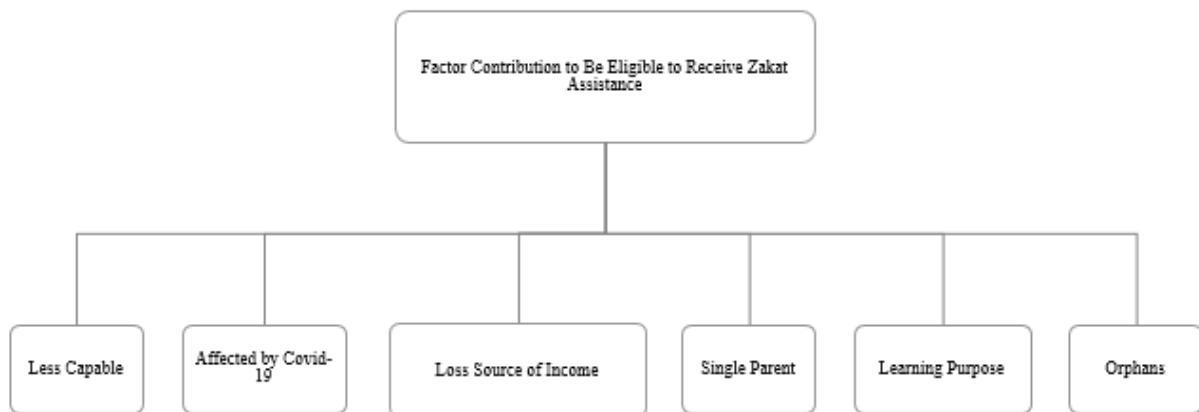 Factor Contribution to Be Eligible to Receive Zakat
Assistance
Less Capable
Affected by Covid-
19
Loss Source of Income
Single Parent
Learning Purpose
Orphans